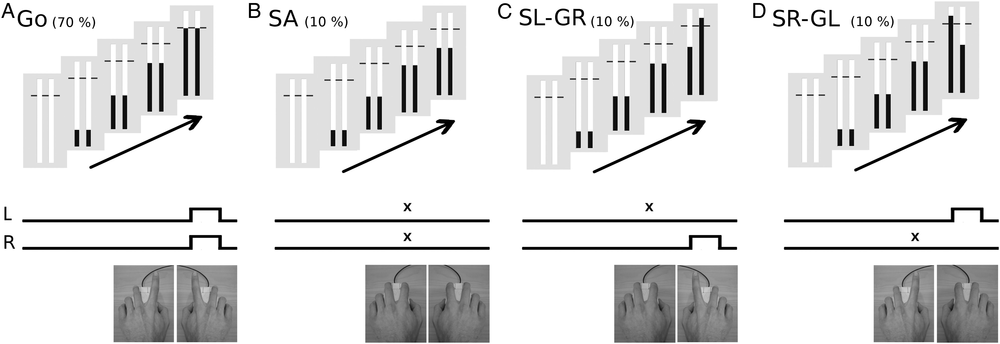 A Go (70 %)
B SA (10 %)
C SL-GR (10 %)
D SR-GL (10 %)
L
x
x
R
x
x